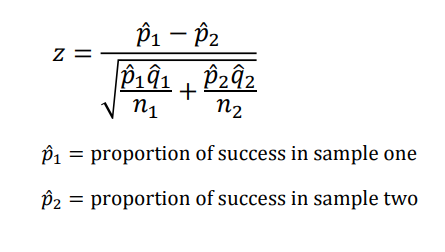 z = (p̂₁ − p̂₂) / √(p̂₁q̂₁/n₁ + p̂₂q̂₂/n₂)
p̂₁ = proportion of success in sample one
p̂₂ = proportion of success in sample two